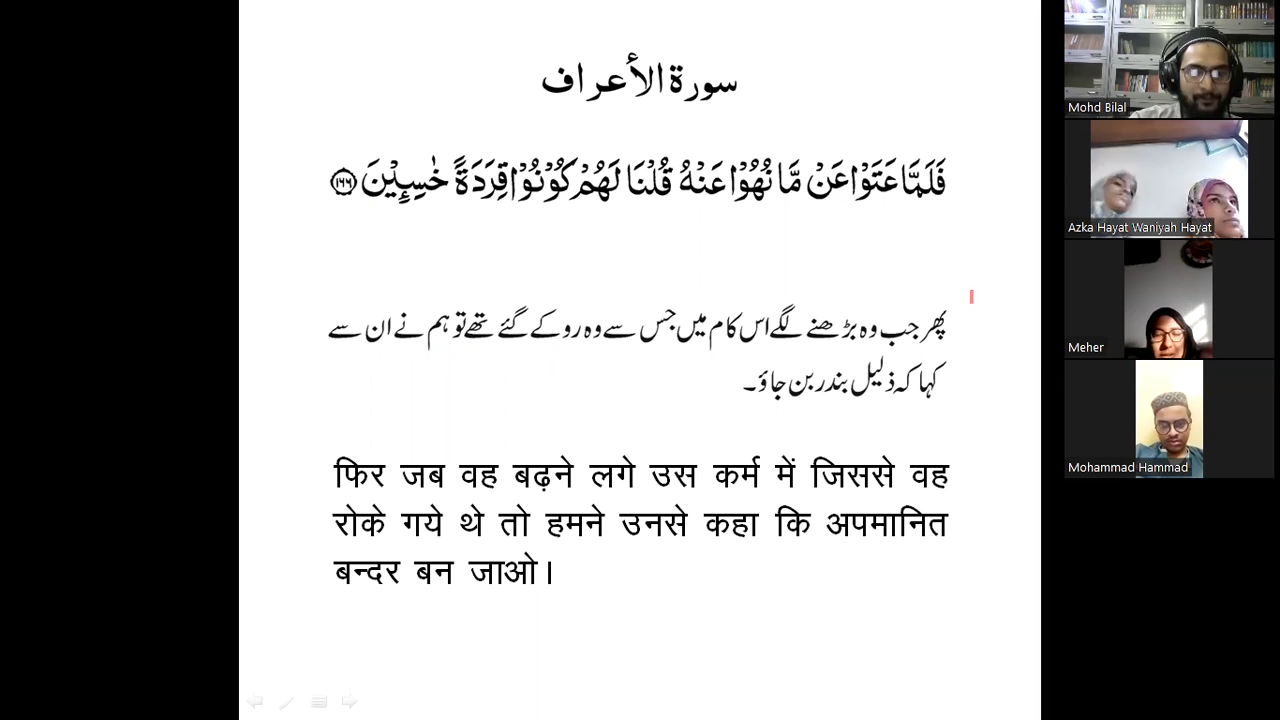 سورة الأعراف
فَلَمَّا عَتَوْا عَنْ مَّا نُهُوْا عَنْهُ قُلْنَا لَهُمْ كُوْنُوْا قِرَدَةً خٰسِـِٕيْنَ ۝۱۶۶
پھر جب وہ بڑھنے لگے اس کام میں جس سے وہ روکے گئے تھے تو ہم نے ان سے
کہا کہ ذلیل بندر بن جاؤ۔
फिर जब वह बढ़ने लगे उस कर्म में जिससे वह
रोके गये थे तो हमने उनसे कहा कि अपमानित
बन्दर बन जाओ।
Mohd Bilal
Azka Hayat Waniyah Hayat
Meher
Mohammad Hammad